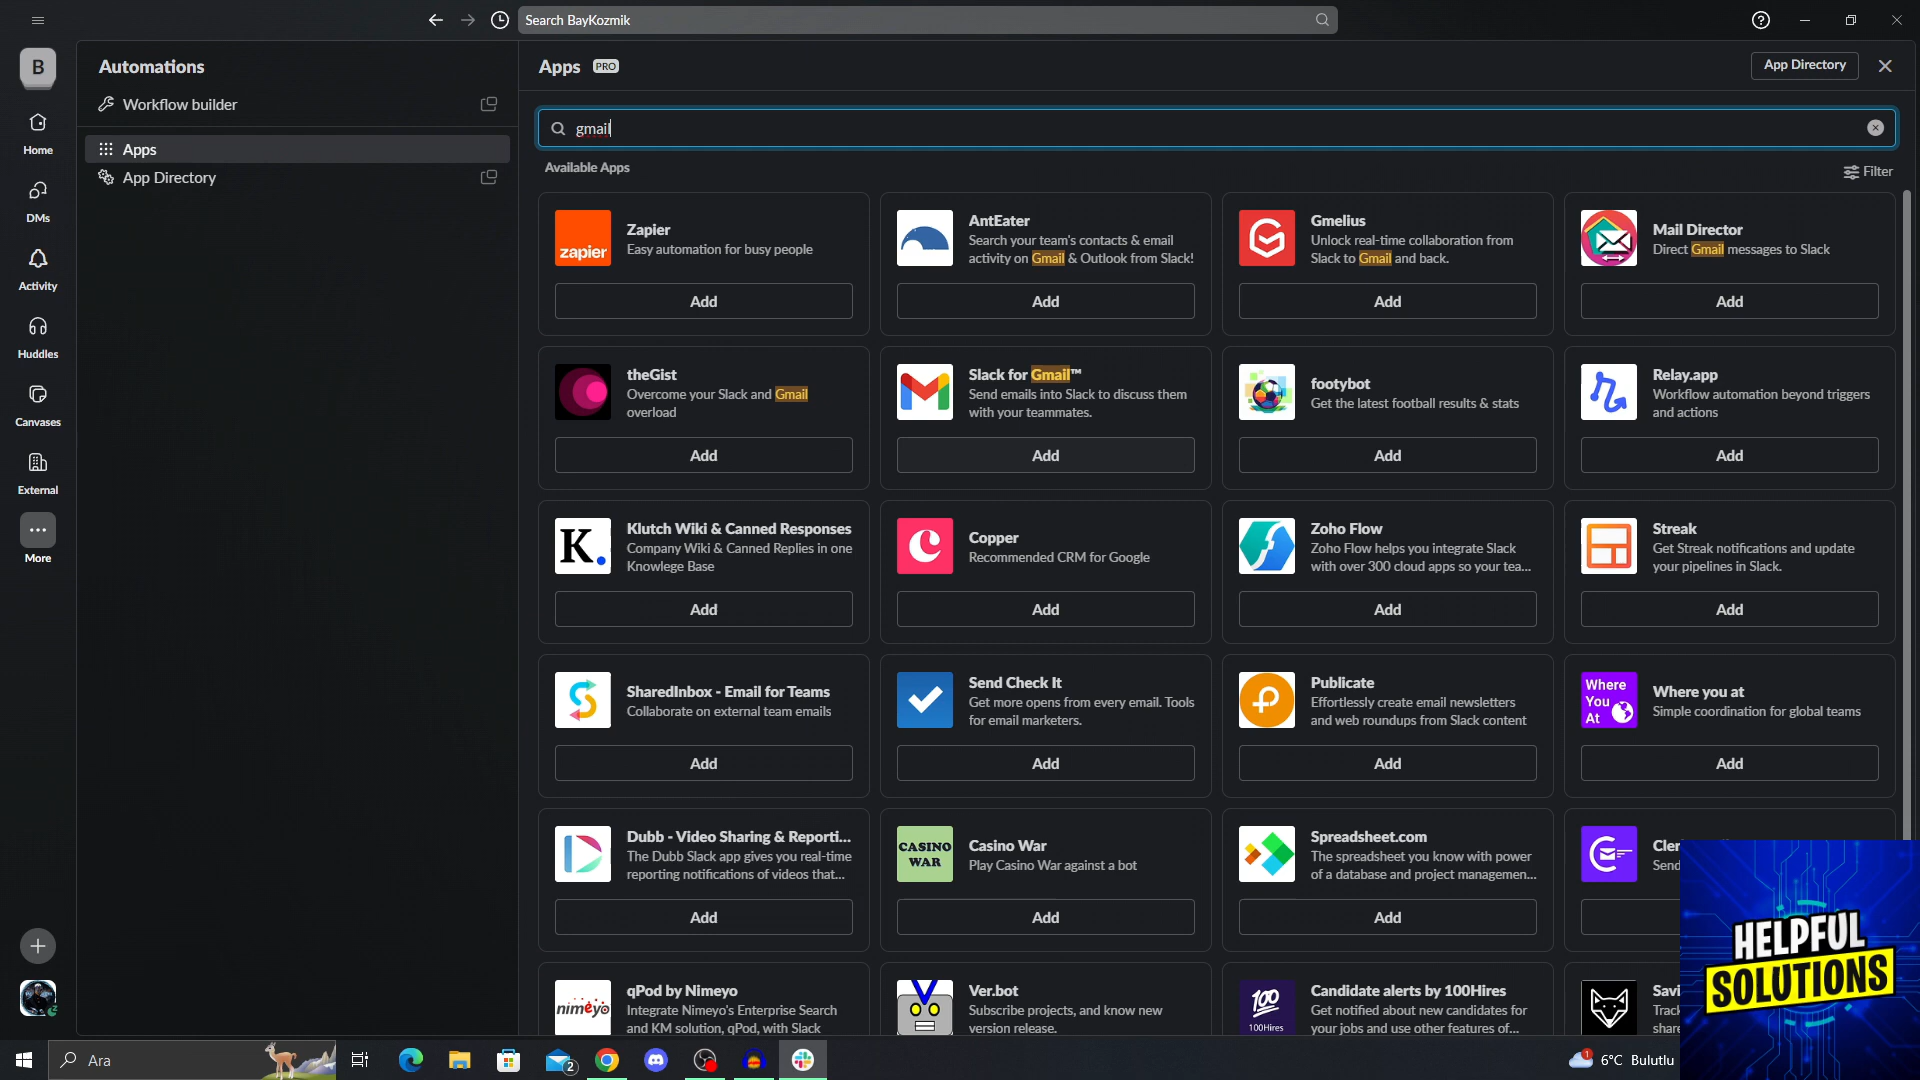 Search BayKozmik
B
Home
DMs
Activity
Huddles
Canvases
External
More
Automations
Workflow builder
Apps
App Directory
Apps PRO
App Directory
gmail
Available Apps
Filter
zapier
Zapier
Easy automation for busy people
Add
AntEater
Search your team's contacts & email
activity on Gmail & Outlook from Slack!
Add
Gmelius
Unlock real-time collaboration from
Slack to Gmail and back.
Add
Mail Director
Direct Gmail messages to Slack
Add
theGist
Overcome your Slack and Gmail
overload
Add
Slack for Gmail™
Send emails into Slack to discuss them
with your teammates.
Add
footybot
Get the latest football results & stats
Add
Relay.app
Workflow automation beyond triggers
and actions
Add
K.
Klutch Wiki & Canned Responses
Company Wiki & Canned Replies in one
Knowlege Base
Add
Copper
Recommended CRM for Google
Add
Zoho Flow
Zoho Flow helps you integrate Slack
with over 300 cloud apps so your tea...
Add
Streak
Get Streak notifications and update
your pipelines in Slack.
Add
SharedInbox - Email for Teams
Collaborate on external team emails
Add
Send Check It
Get more opens from every email. Tools
for email marketers.
Add
Publicate
Effortlessly create email newsletters
and web roundups from Slack content
Add
Where
You
At
Where you at
Simple coordination for global teams
Add
Dubb - Video Sharing & Reporti...
The Dubb Slack app gives you real-time
reporting notifications of videos that...
Add
CASINO
WAR
Casino War
Play Casino War against a bot
Add
Spreadsheet.com
The spreadsheet you know with power
of a database and project managemen...
Add
Cler
Send
nimeyo
qPod by Nimeyo
Integrate Nimeyo's Enterprise Search
and KM solution, qPod, with Slack
Ver.bot
Subscribe projects, and know new
version release.
100
100Hires
Candidate alerts by 100Hires
Get notified about new candidates for
your jobs and use other features of...
Savi
Track
share
HELPFUL
SOLUTIONS
Ara
2
1
6°C Bulutlu